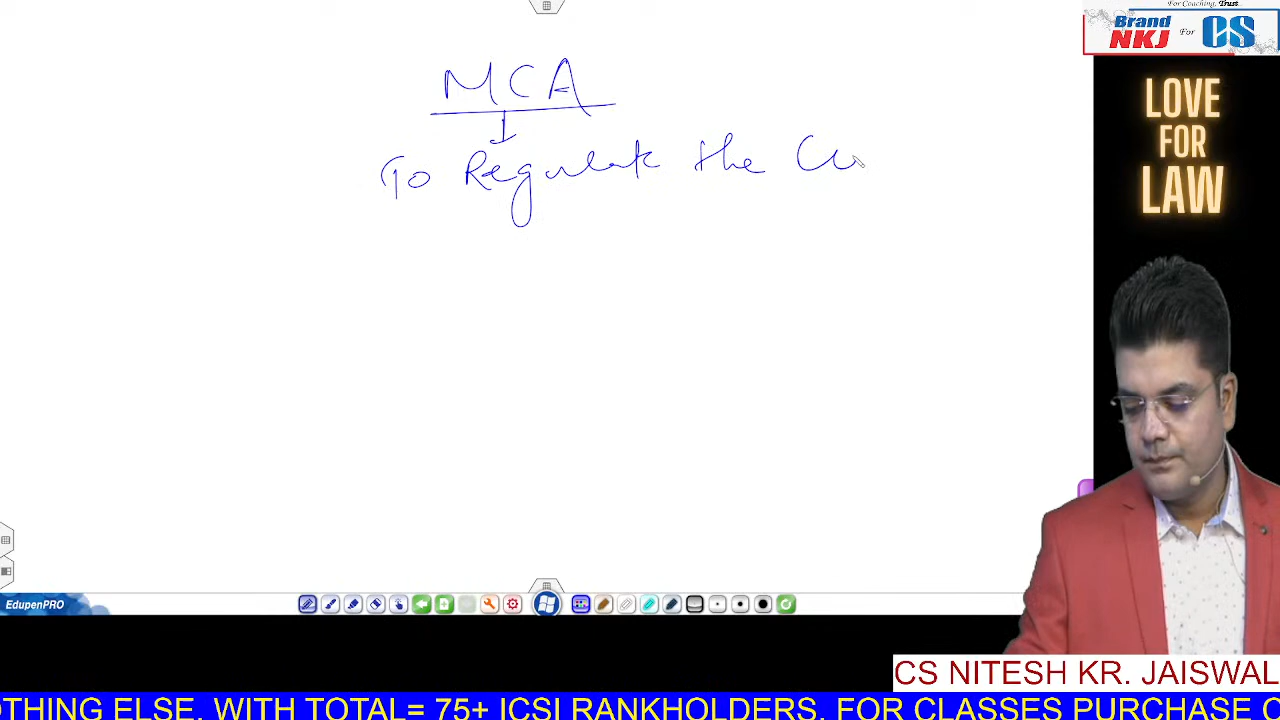 For Coaching, Trust
Brand
NKJ
For
CS
MCA
To Regulate the
LOVE
FOR
LAW
EdupenPRO
CS NITESH KR. JAISWAL
OTHING ELSE, WITH TOTAL= 75+ ICSI RANKHOLDERS. FOR CLASSES PURCHASE